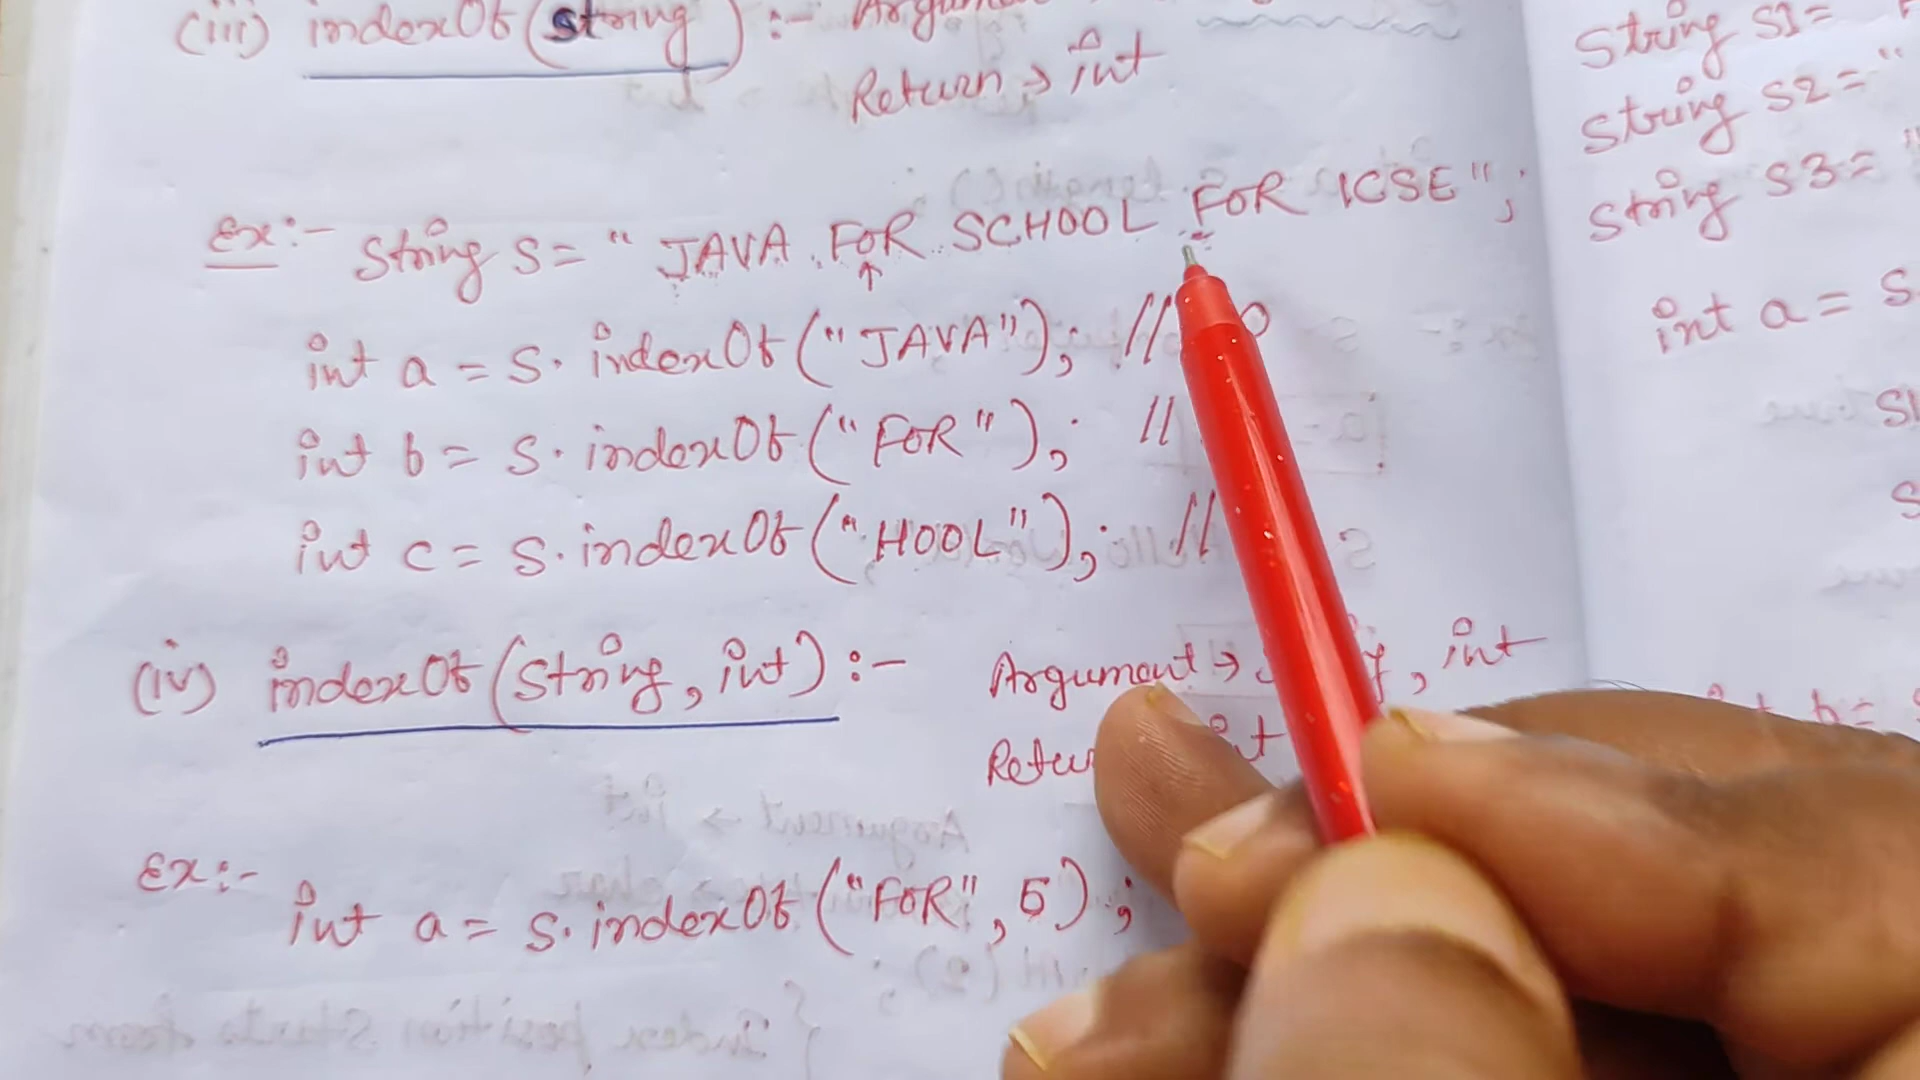 (iii) indexOf(string) :-
Return → int
Ex:- String S= "JAVA FOR SCHOOL FOR ICSE";
int a = S. indexOf("JAVA"); // 0
int b = S. indexOf("FOR"); //
int c = S. indexOf("HOOL"); //
(iv) indexOf(String, int) :- Argument → , int
Ex:- int a = S. indexOf("FOR", 5);
String S1=
String S2= "
String S3= "
int a = S.
b=